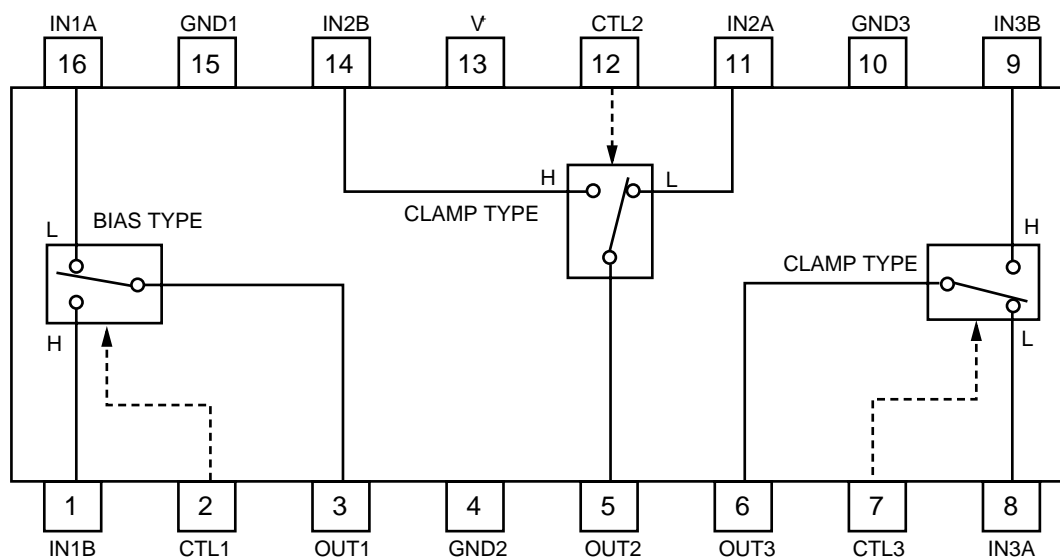 IN1A GND1 IN2B V+ CTL2 IN2A GND3 IN3B
16 15 14 13 12 11 10 9
H L
CLAMP TYPE
L BIAS TYPE H
CLAMP TYPE
H L
1 2 3 4 5 6 7 8
IN1B CTL1 OUT1 GND2 OUT2 OUT3 CTL3 IN3A